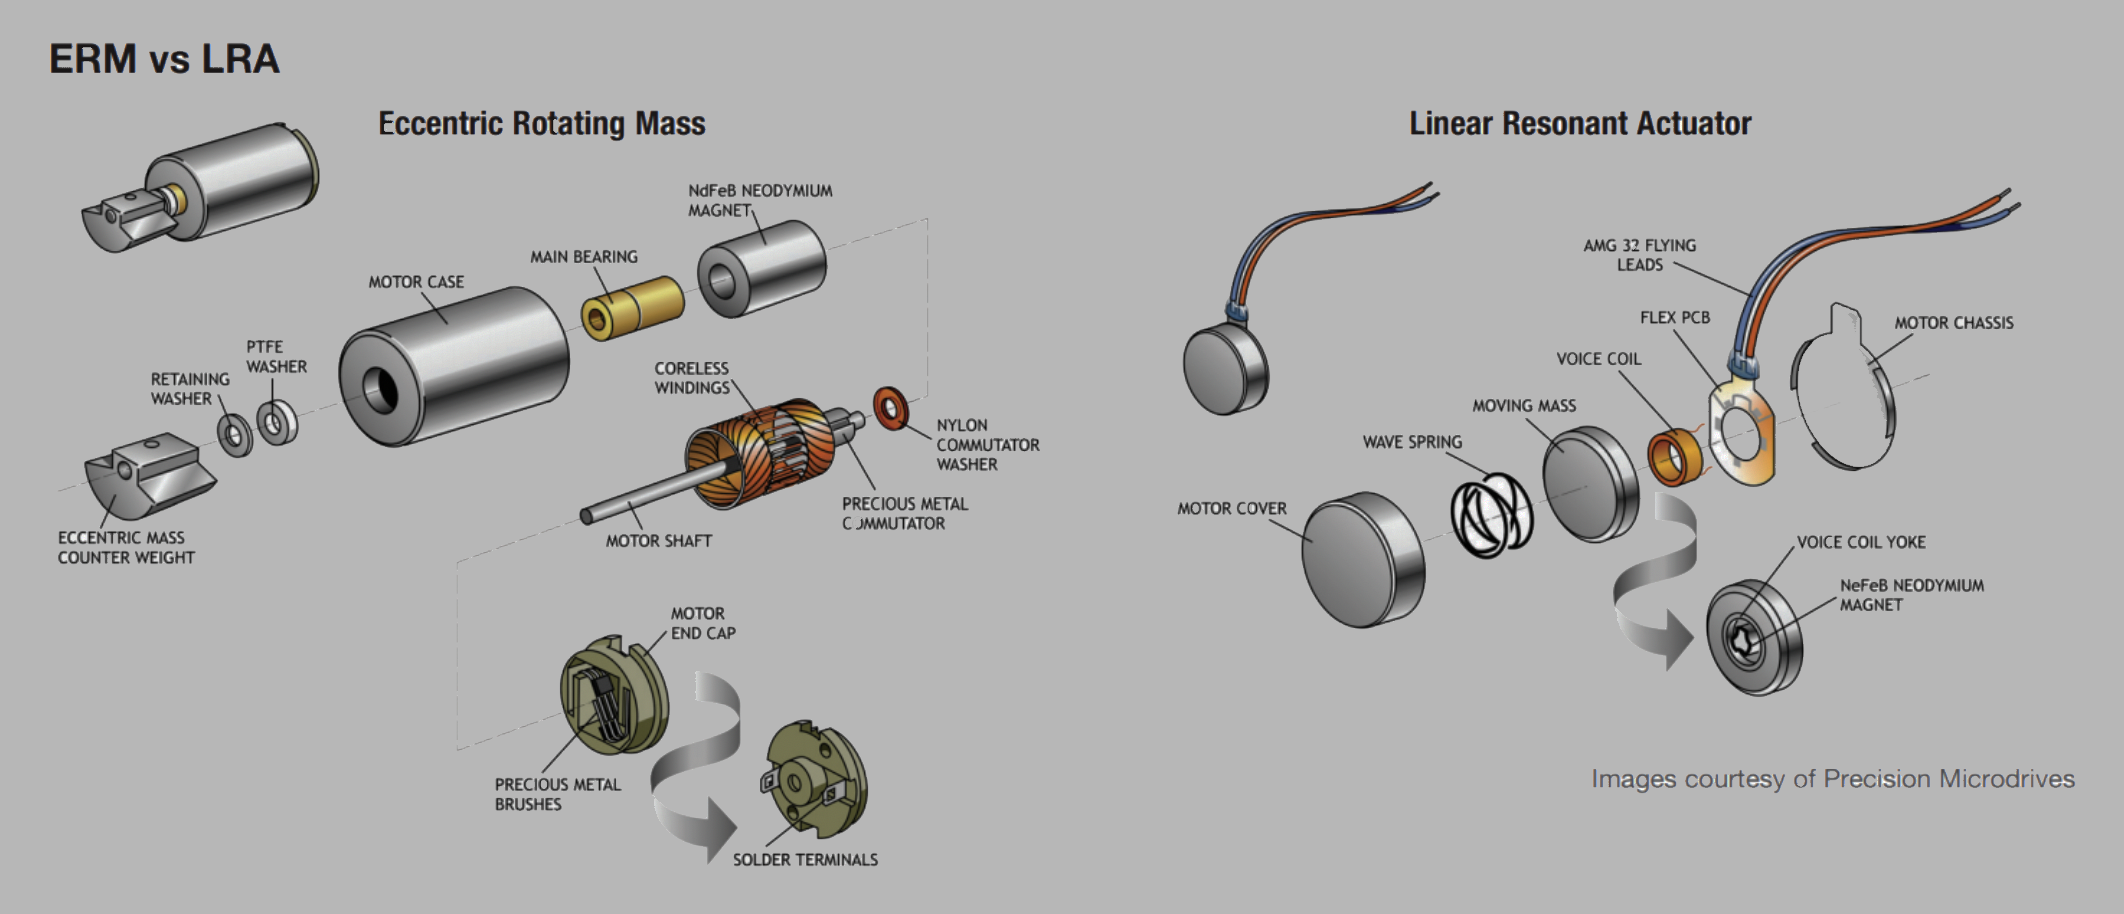 ERM vs LRA
Eccentric Rotating Mass
NdFeB NEODYMIUM
MAGNET
MAIN BEARING
MOTOR CASE
PTFE
WASHER
RETAINING
WASHER
ECCENTRIC MASS
COUNTER WEIGHT
CORELESS
WINDINGS
NYLON
COMMUTATOR
WASHER
PRECIOUS METAL
COMMUTATOR
MOTOR SHAFT
MOTOR
END CAP
PRECIOUS METAL
BRUSHES
SOLDER TERMINALS
Linear Resonant Actuator
AMG 32 FLYING
LEADS
FLEX PCB
MOTOR CHASSIS
VOICE COIL
MOVING MASS
WAVE SPRING
MOTOR COVER
VOICE COIL YOKE
NeFeB NEODYMIUM
MAGNET
Images courtesy of Precision Microdrives